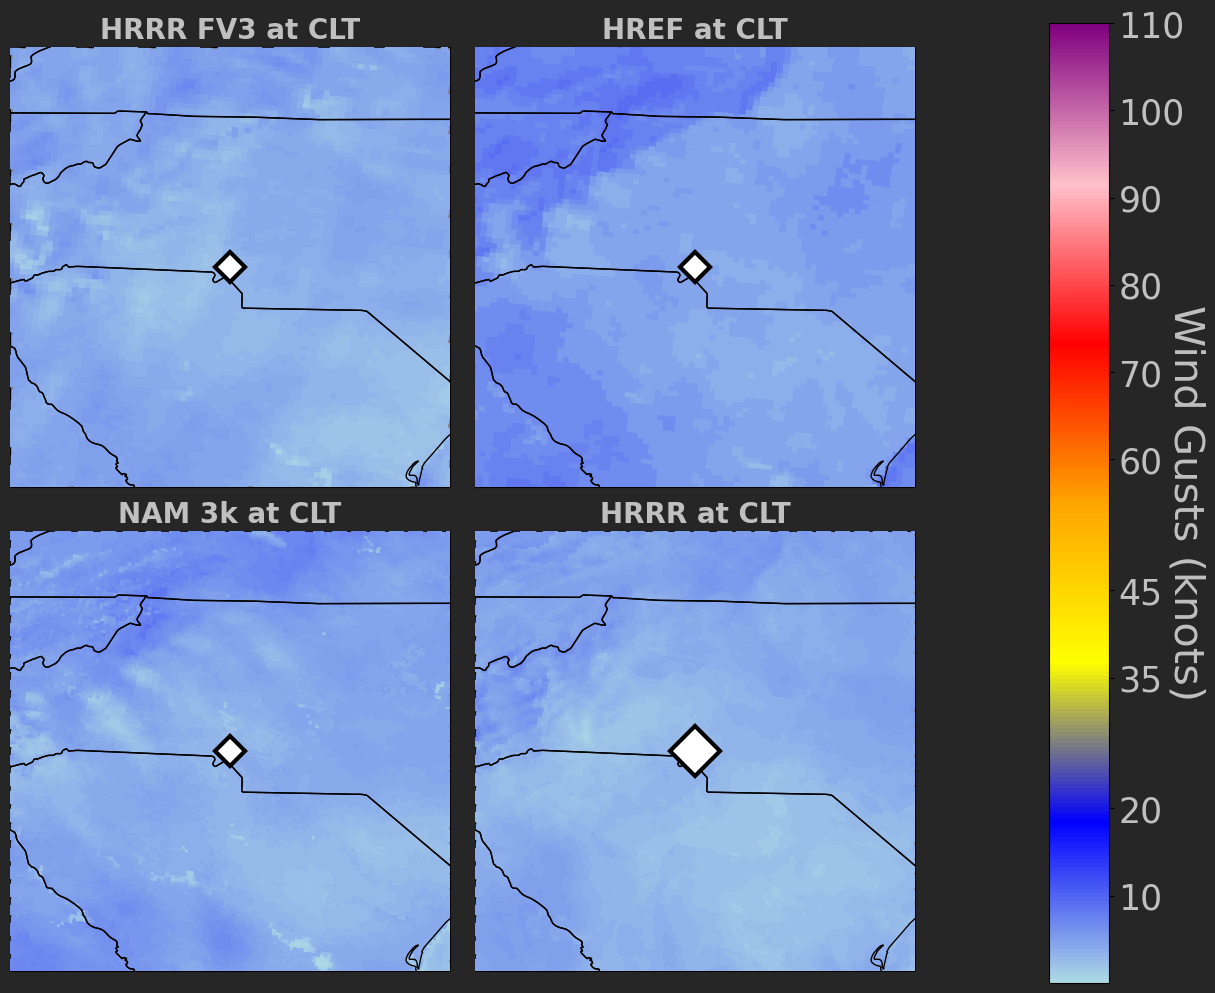 HRRR FV3 at CLT
HREF at CLT
NAM 3k at CLT
HRRR at CLT
110
100
90
80
70
60
45
35
20
10
Wind Gusts (knots)